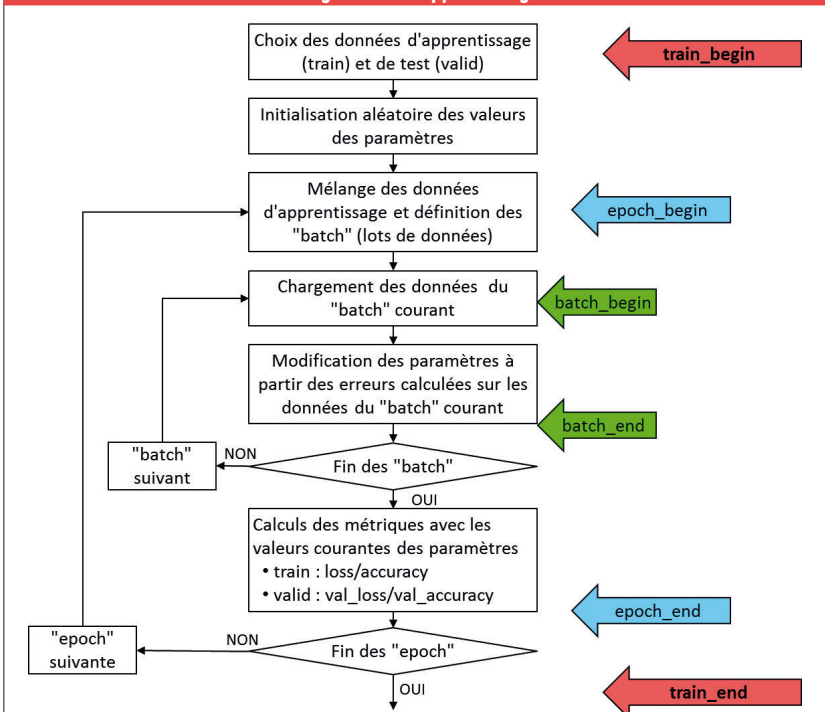 Choix des données d'apprentissage
(train) et de test (valid)
train_begin
Initialisation aléatoire des valeurs
des paramètres
Mélange des données
d'apprentissage et définition des
"batch" (lots de données)
epoch_begin
Chargement des données du
"batch" courant
batch_begin
Modification des paramètres à
partir des erreurs calculées sur les
données du "batch" courant
batch_end
"batch"
suivant
NON
Fin des "batch"
OUI
Calculs des métriques avec les
valeurs courantes des paramètres
• train : loss/accuracy
• valid : val_loss/val_accuracy
epoch_end
"epoch"
suivante
NON
Fin des "epoch"
OUI
train_end